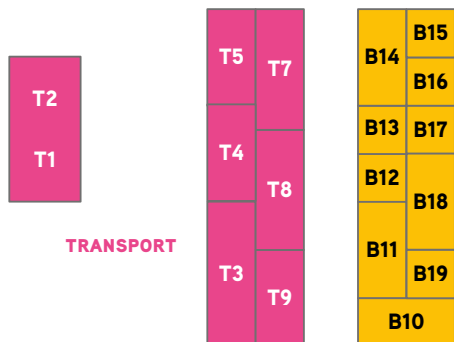 T2
T1
TRANSPORT
T5
T4
T3
T7
T8
T9
B14
B13
B12
B11
B10
B15
B16
B17
B18
B19